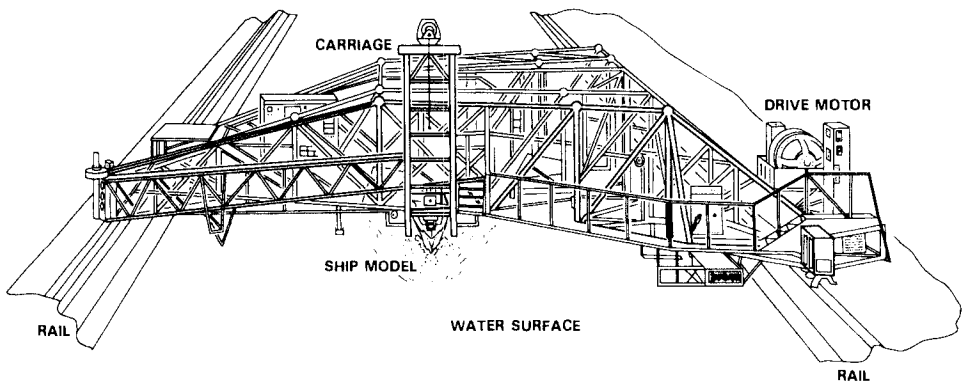 CARRIAGE
DRIVE MOTOR
SHIP MODEL
WATER SURFACE
RAIL
RAIL